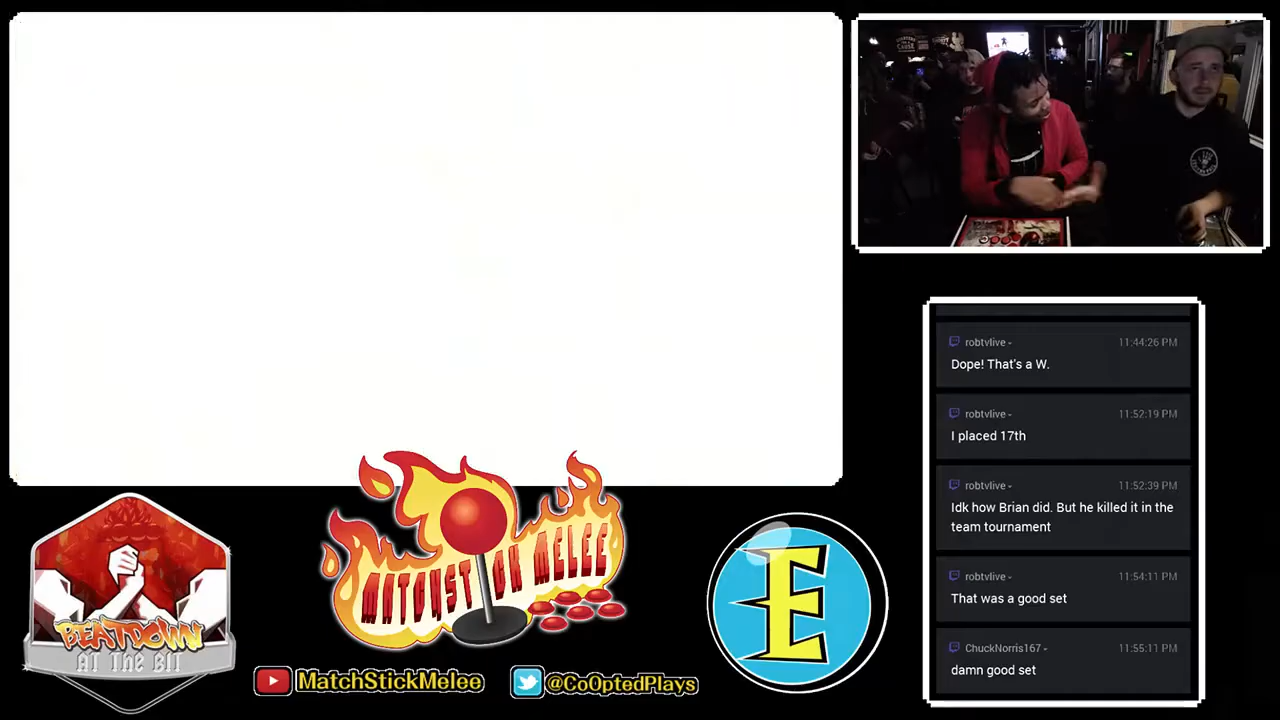 robtvlive
11:44:26 PM
Dope! That's a W.
robtvlive
11:52:19 PM
I placed 17th
robtvlive
11:52:39 PM
Idk how Brian did. But he killed it in the
team tournament
robtvlive
11:54:11 PM
That was a good set
ChuckNorris167
11:55:11 PM
damn good set
BEATDOWN
AT THE BIT
MATCHSTICK MELEE
E
MatchStickMelee
@CoOptedPlays